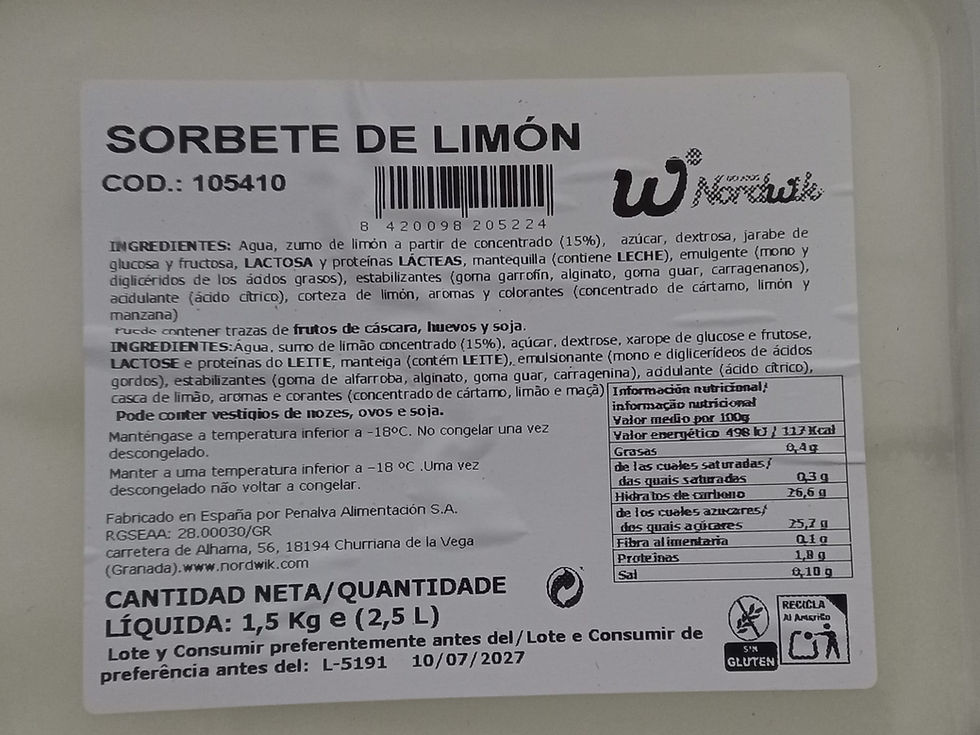 SORBETE DE LIMÓN
COD.: 105410
8 420098 205224
Nordwik
INGREDIENTES: Agua, zumo de limón a partir de concentrado (15%), azúcar, dextrosa, jarabe de
glucosa y fructosa, LACTOSA y proteínas LÁCTEAS, mantequilla (contiene LECHE), emulgente (mono y
diglicéridos de los ácidos grasos), estabilizantes (goma garrofín, alginato, goma guar, carragenanos),
acidulante (ácido cítrico), corteza de limón, aromas y colorantes (concentrado de cártamo, limón y
manzana)
Puede contener trazas de frutos de cáscara, huevos y soja.
INGREDIENTES:Água, sumo de limão concentrado (15%), açúcar, dextrose, xarope de glucose e frutose,
LACTOSE e proteínas do LEITE, manteiga (contém LEITE), emulsionante (mono e diglicerídeos de ácidos
gordos), estabilizantes (goma de alfarroba, alginato, goma guar, carragenina), acidulante (ácido cítrico),
casca de limão, aromas e corantes (concentrado de cártamo, limão e maçã)
Pode conter vestígios de nozes, ovos e soja.
Manténgase a temperatura inferior a -18ºC. No congelar una vez
descongelado.
Manter a uma temperatura inferior a -18 ºC .Uma vez
descongelado não voltar a congelar.
Fabricado en España por Penalva Alimentación S.A.
RGSEAA: 28.00030/GR
carretera de Alhama, 56, 18194 Churriana de la Vega
(Granada).www.nordwik.com
Información nutricional/
informação nutricional
Valor medio por 100g
Valor energético 498 kJ / 117 Kcal
Grasas 0,4 g
de las cuales saturadas/
das quais saturadas 0,3 g
Hidratos de carbono 26,6 g
de los cuales azucares/
dos quais açúcares 25,7 g
Fibra alimentaria 0,1 g
Proteinas 1,8 g
Sal 0,10 g
CANTIDAD NETA/QUANTIDADE
LÍQUIDA: 1,5 Kg e (2,5 L)
Lote y Consumir preferentemente antes del/Lote e Consumir de
preferência antes del: L-5191 10/07/2027
SIN
GLUTEN
RECICLA
Al Amarillo